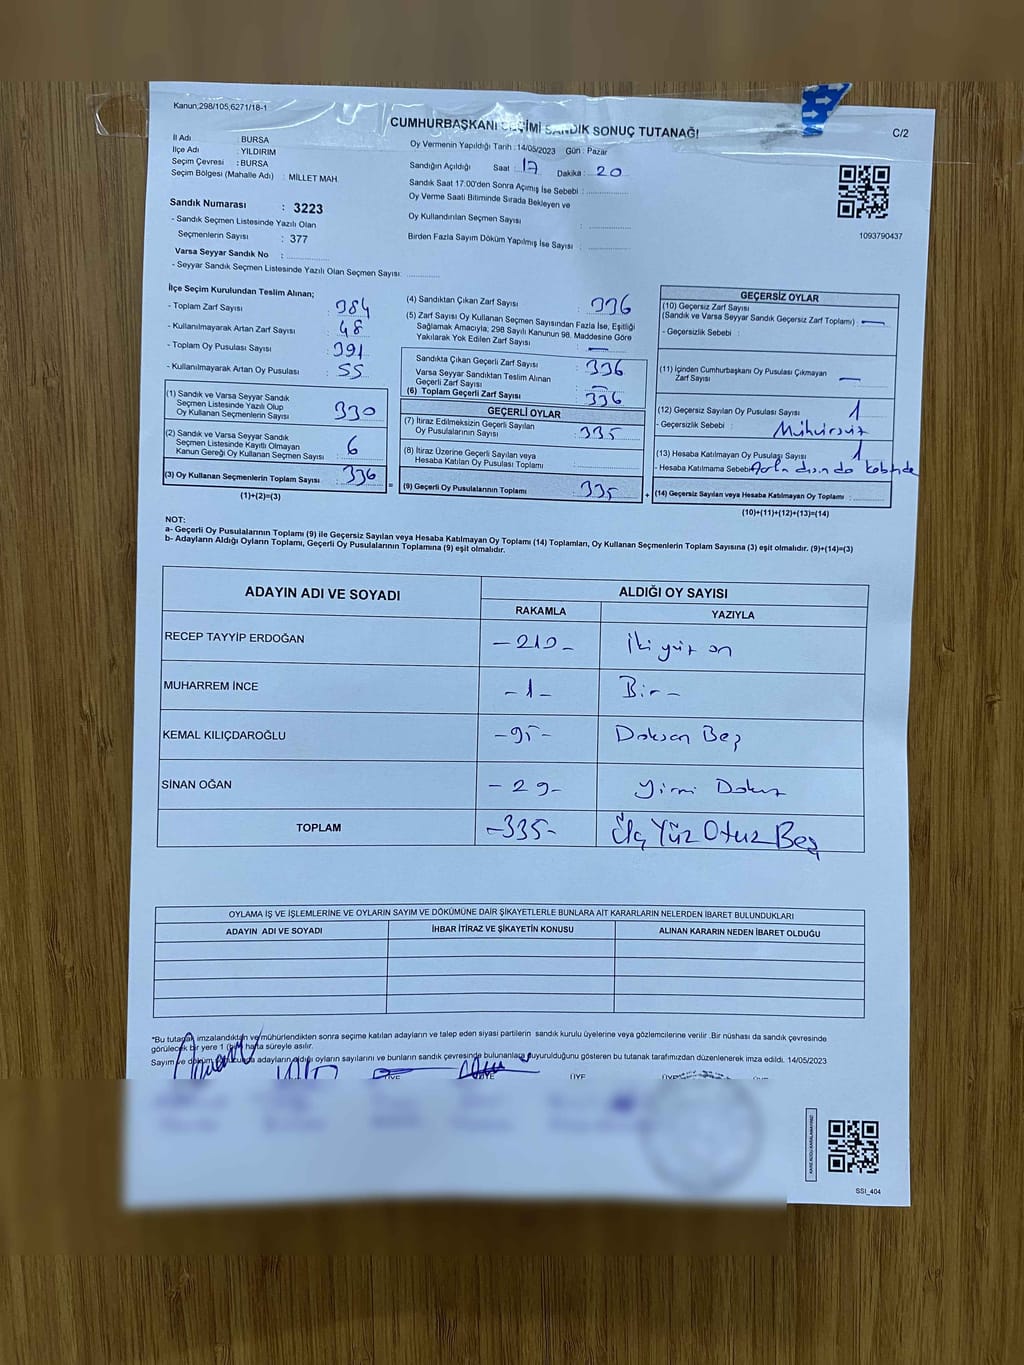 Kanun;298/105,6271/18-1
CUMHURBAŞKANI SEÇİMİ SANDIK SONUÇ TUTANAĞI
C/2
İl Adı : BURSA
İlçe Adı : YILDIRIM
Seçim Çevresi : BURSA
Seçim Bölgesi (Mahalle Adı) : MİLLET MAH.
Sandık Numarası : 3223
- Sandık Seçmen Listesinde Yazılı Olan
Seçmenlerin Sayısı : 377
Varsa Seyyar Sandık No :
- Seyyar Sandık Seçmen Listesinde Yazılı Olan Seçmen Sayısı:
Oy Vermenin Yapıldığı Tarih : 14/05/2023 Gün : Pazar
Sandığın Açıldığı Saat : 17 Dakika : 20
Sandık Saat 17:00'den Sonra Açımış İse Sebebi :
Oy Verme Saati Bitiminde Sırada Bekleyen ve
Oy Kullandırılan Seçmen Sayısı :
Birden Fazla Sayım Döküm Yapılmış İse Sayısı :
1093790437
İlçe Seçim Kurulundan Teslim Alınan;
- Toplam Zarf Sayısı : 384
- Kullanılmayarak Artan Zarf Sayısı : 48
- Toplam Oy Pusulası Sayısı : 391
- Kullanılmayarak Artan Oy Pusulası : 55
(1) Sandık ve Varsa Seyyar Sandık
Seçmen Listesinde Yazılı Olup
Oy Kullanan Seçmenlerin Sayısı : 330
(2) Sandık ve Varsa Seyyar Sandık
Seçmen Listesinde Kayıtlı Olmayan
Kanun Gereği Oy Kullanan Seçmen Sayısı : 6
(3) Oy Kullanan Seçmenlerin Toplam Sayısı : 336
(1)+(2)=(3)
(4) Sandıktan Çıkan Zarf Sayısı : 336
(5) Zarf Sayısı Oy Kullanan Seçmen Sayısından Fazla İse, Eşitliği
Sağlamak Amacıyla; 298 Sayılı Kanunun 98. Maddesine Göre
Yakılarak Yok Edilen Zarf Sayısı : —
Sandıkta Çıkan Geçerli Zarf Sayısı : 336
Varsa Seyyar Sandıktan Teslim Alınan
Geçerli Zarf Sayısı : —
(6) Toplam Geçerli Zarf Sayısı : 336
GEÇERLİ OYLAR
(7) İtiraz Edilmeksizin Geçerli Sayılan
Oy Pusulalarının Sayısı : 335
(8) İtiraz Üzerine Geçerli Sayılan veya
Hesaba Katılan Oy Pusulası Toplamı :
(9) Geçerli Oy Pusulalarının Toplamı : 335
GEÇERSİZ OYLAR
(10) Geçersiz Zarf Sayısı
(Sandık ve Varsa Seyyar Sandık Geçersiz Zarf Toplamı) : —
- Geçersizlik Sebebi :
(11) İçinden Cumhurbaşkanı Oy Pusulası Çıkmayan
Zarf Sayısı : —
(12) Geçersiz Sayılan Oy Pusulası Sayısı : 1
- Geçersizlik Sebebi : Mühürsüz
(13) Hesaba Katılmayan Oy Pusulası Sayısı : 1
- Hesaba Katılmama Sebebi : dışında
(14) Geçersiz Sayılan veya Hesaba Katılmayan Oy Toplamı :
(10)+(11)+(12)+(13)=(14)
NOT:
a- Geçerli Oy Pusulalarının Toplamı (9) ile Geçersiz Sayılan veya Hesaba Katılmayan Oy Toplamı (14) Toplamları, Oy Kullanan Seçmenlerin Toplam Sayısına (3) eşit olmalıdır. (9)+(14)=(3)
b- Adayların Aldığı Oyların Toplamı, Geçerli Oy Pusulalarının Toplamına (9) eşit olmalıdır.
ADAYIN ADI VE SOYADI
ALDIĞI OY SAYISI
RAKAMLA YAZIYLA
RECEP TAYYİP ERDOĞAN -210- İki yüz on
MUHARREM İNCE -1- Bir-
KEMAL KILIÇDAROĞLU -95- Doksan Beş
SİNAN OĞAN -29- Yirmi Dokuz
TOPLAM -335- Üç Yüz Otuz Beş
OYLAMA İŞ VE İŞLEMLERİNE VE OYLARIN SAYIM VE DÖKÜMÜNE DAİR ŞİKAYETLERLE BUNLARA AİT KARARLARIN NELERDEN İBARET BULUNDUKLARI
ADAYIN ADI VE SOYADI İHBAR İTİRAZ VE ŞİKAYETİN KONUSU ALINAN KARARIN NEDEN İBARET OLDUĞU
*Bu tutanak imzalandıktan ve mühürlendikten sonra seçime katılan adayların ve talep eden siyasi partilerin sandık kurulu üyelerine veya gözlemcilerine verilir .Bir nüshası da sandık çevresinde
görülecek bir yere 1 (bir) hafta süreyle asılır.
Sayım ve döküm adayların aldığı oyların sayılarını ve bunların sandık çevresinde bulunanlara duyurulduğunu gösteren bu tutanak tarafımızdan düzenlenerek imza edildi. 14/05/2023
ÜYE ÜYE ÜYE ÜYE ÜYE
SSI_404